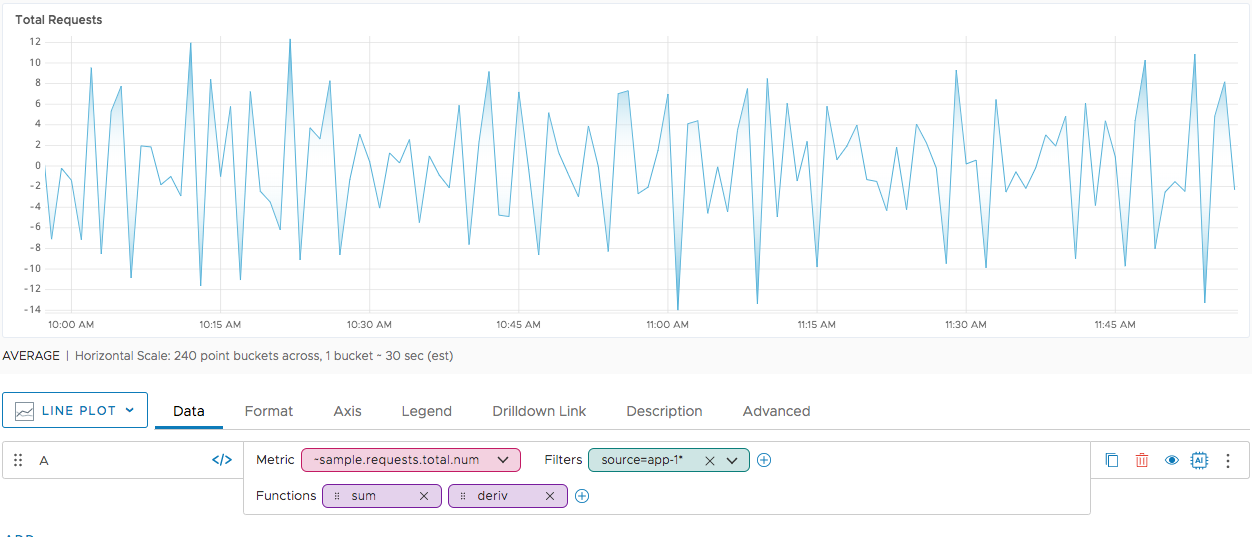 Total Requests
12
10
8
6
4
2
0
-2
-4
-6
-8
-10
-12
-14
10:00 AM 10:15 AM 10:30 AM 10:45 AM 11:00 AM 11:15 AM 11:30 AM 11:45 AM
AVERAGE | Horizontal Scale: 240 point buckets across, 1 bucket ~ 30 sec (est)
LINE PLOT Data Format Axis Legend Drilldown Link Description Advanced
A </> Metric ~sample.requests.total.num Filters source=app-1* AI
Functions sum deriv